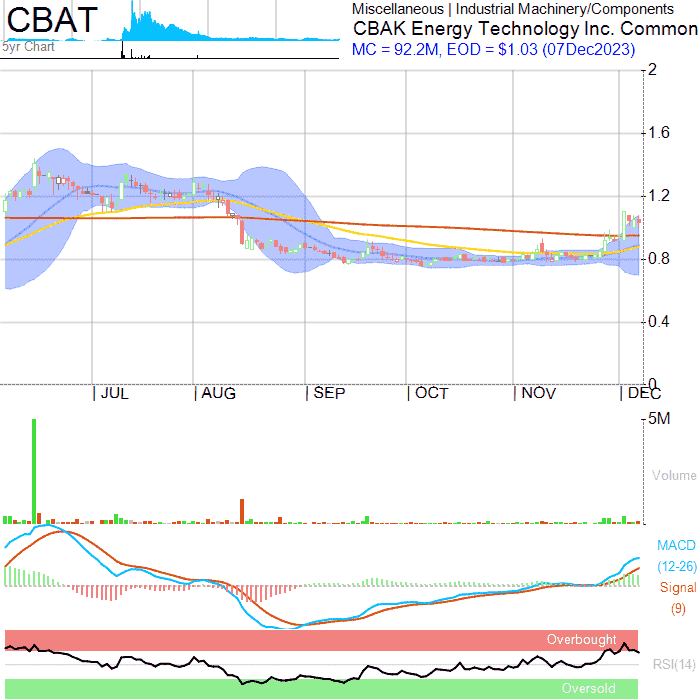 CBAT
5yr Chart
Miscellaneous | Industrial Machinery/Components
CBAK Energy Technology Inc. Common
MC = 92.2M, EOD = $1.03 (07Dec2023)
2
1.6
1.2
0.8
0.4
0
| JUL | AUG | SEP | OCT | NOV | DEC
5M
Volume
MACD
(12-26)
Signal
(9)
Overbought
RSI(14)
Oversold